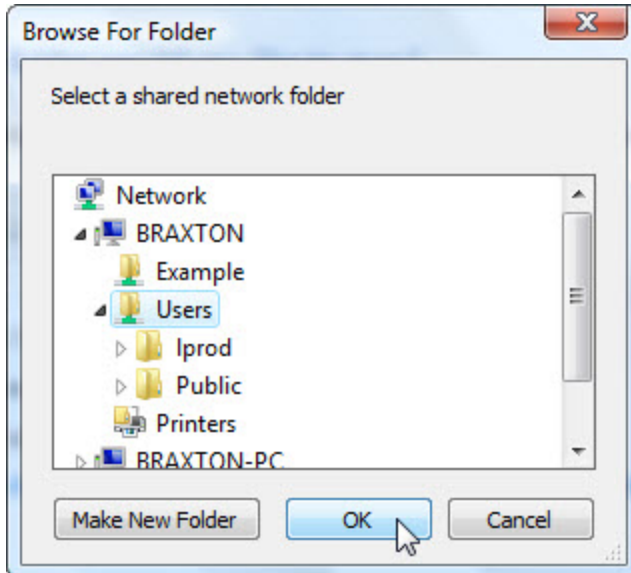 Browse For Folder
Select a shared network folder
Network
BRAXTON
Example
Users
lprod
Public
Printers
BRAXTON-PC
Make New Folder
OK
Cancel